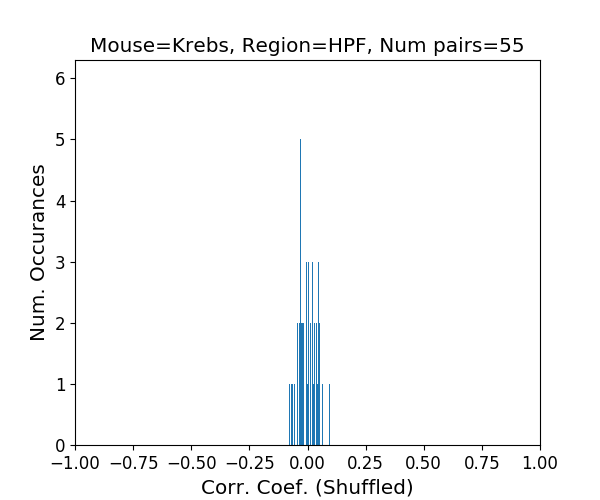 Mouse=Krebs, Region=HPF, Num pairs=55
6
5
4
3
2
1
0
Num. Occurances
−1.00 −0.75 −0.50 −0.25 0.00 0.25 0.50 0.75 1.00
Corr. Coef. (Shuffled)